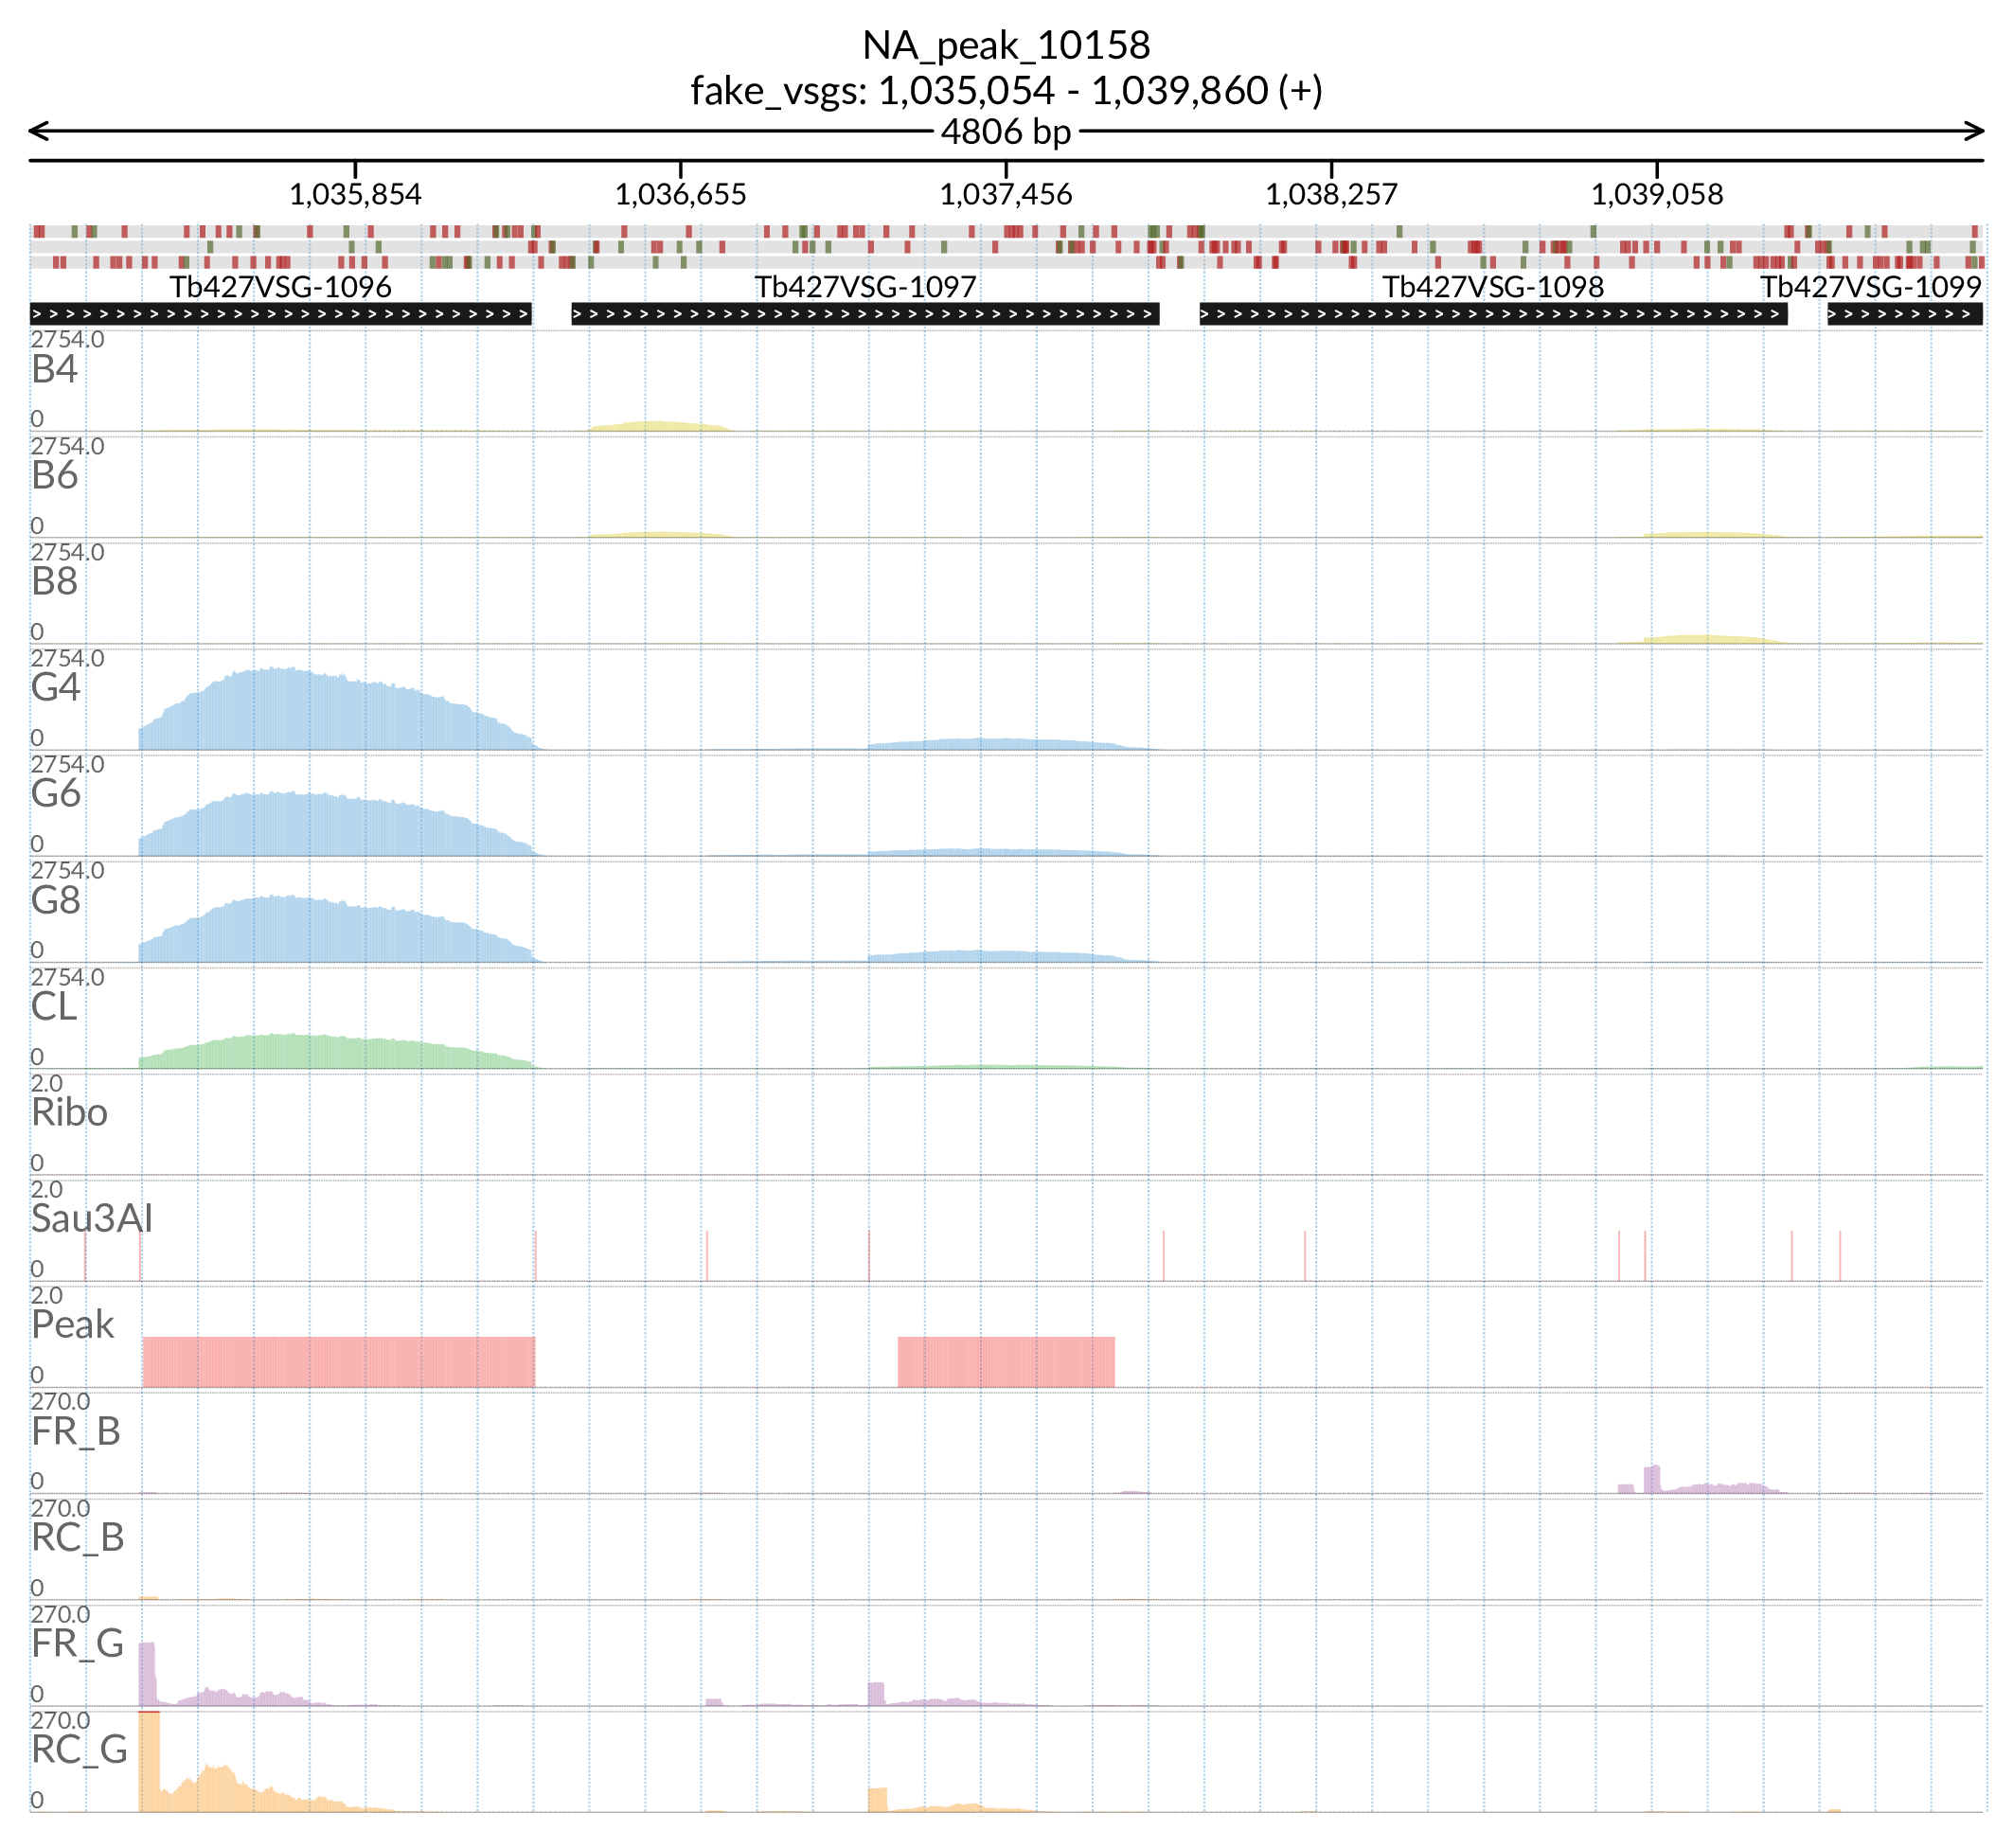 NA_peak_10158
fake_vsgs: 1,035,054 - 1,039,860 (+)
4806 bp
1,035,854 1,036,655 1,037,456 1,038,257 1,039,058
Tb427VSG-1096 Tb427VSG-1097 Tb427VSG-1098 Tb427VSG-1099
2754.0
B4
0
2754.0
B6
0
2754.0
B8
0
2754.0
G4
0
2754.0
G6
0
2754.0
G8
0
2754.0
CL
0
2.0
Ribo
0
2.0
Sau3AI
0
2.0
Peak
0
270.0
FR_B
0
270.0
RC_B
0
270.0
FR_G
0
270.0
RC_G
0